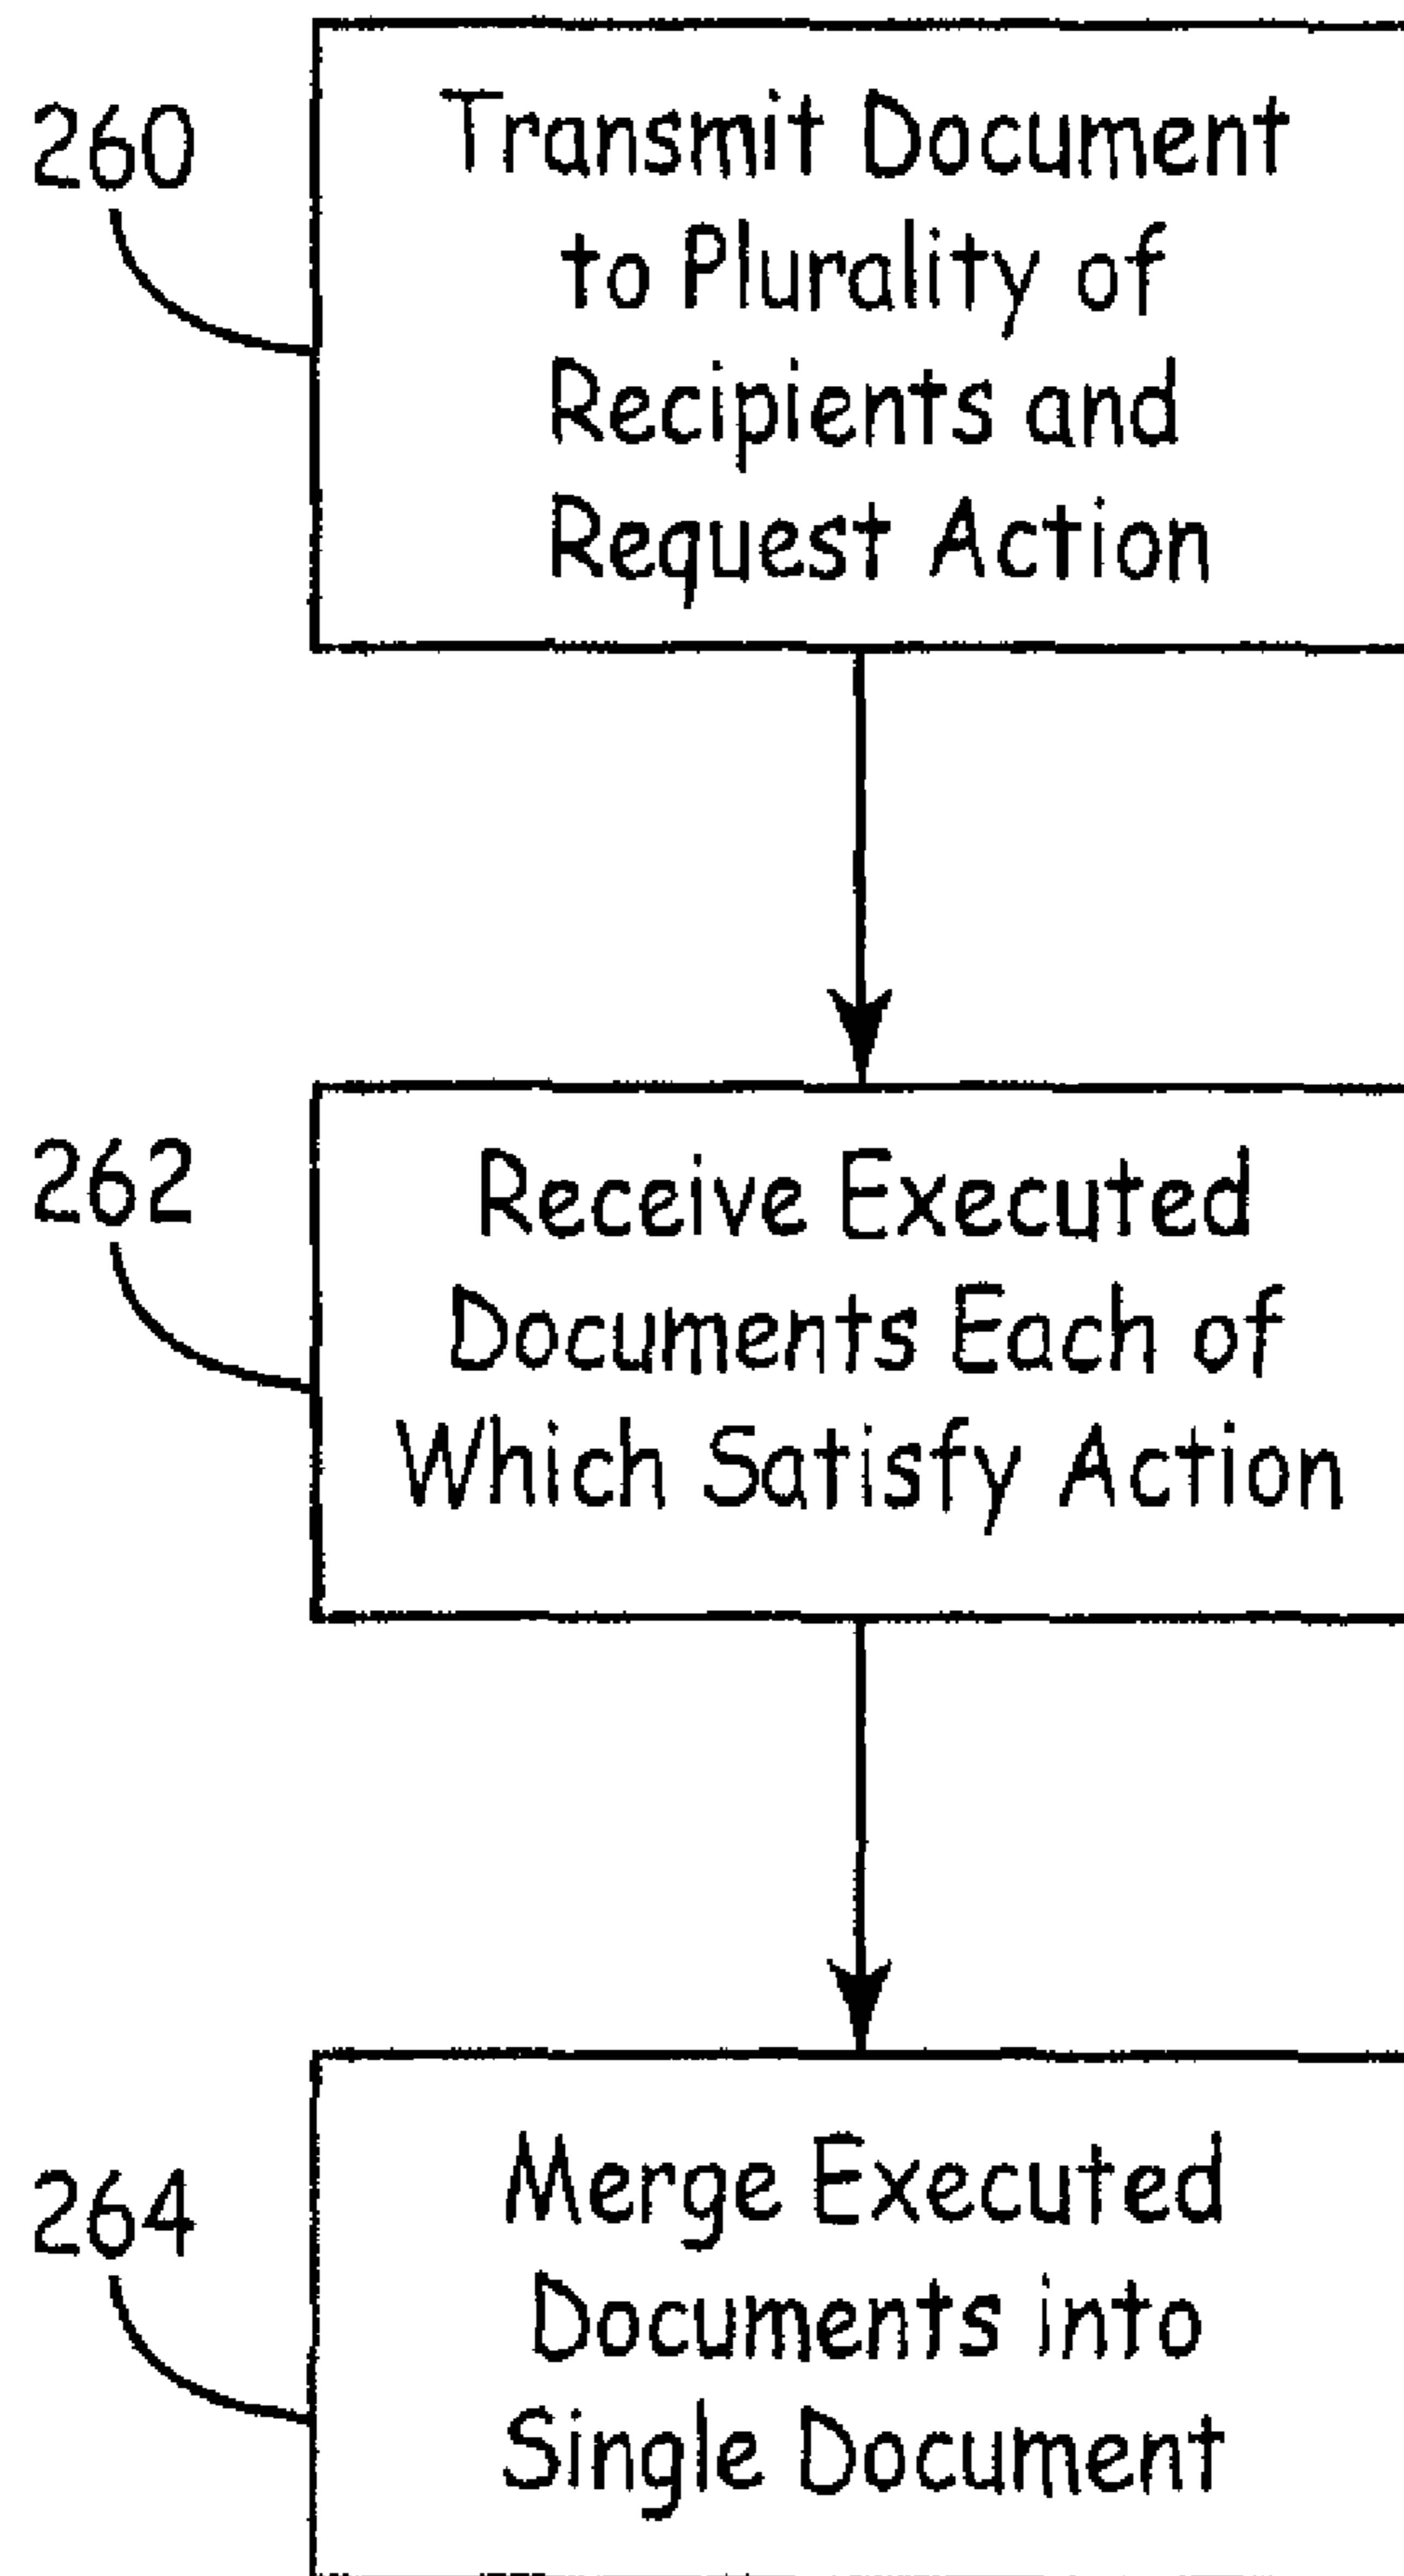 260
Transmit Document
to Plurality of
Recipients and
Request Action
262
Receive Executed
Documents Each of
Which Satisfy Action
264
Merge Executed
Documents into
Single Document